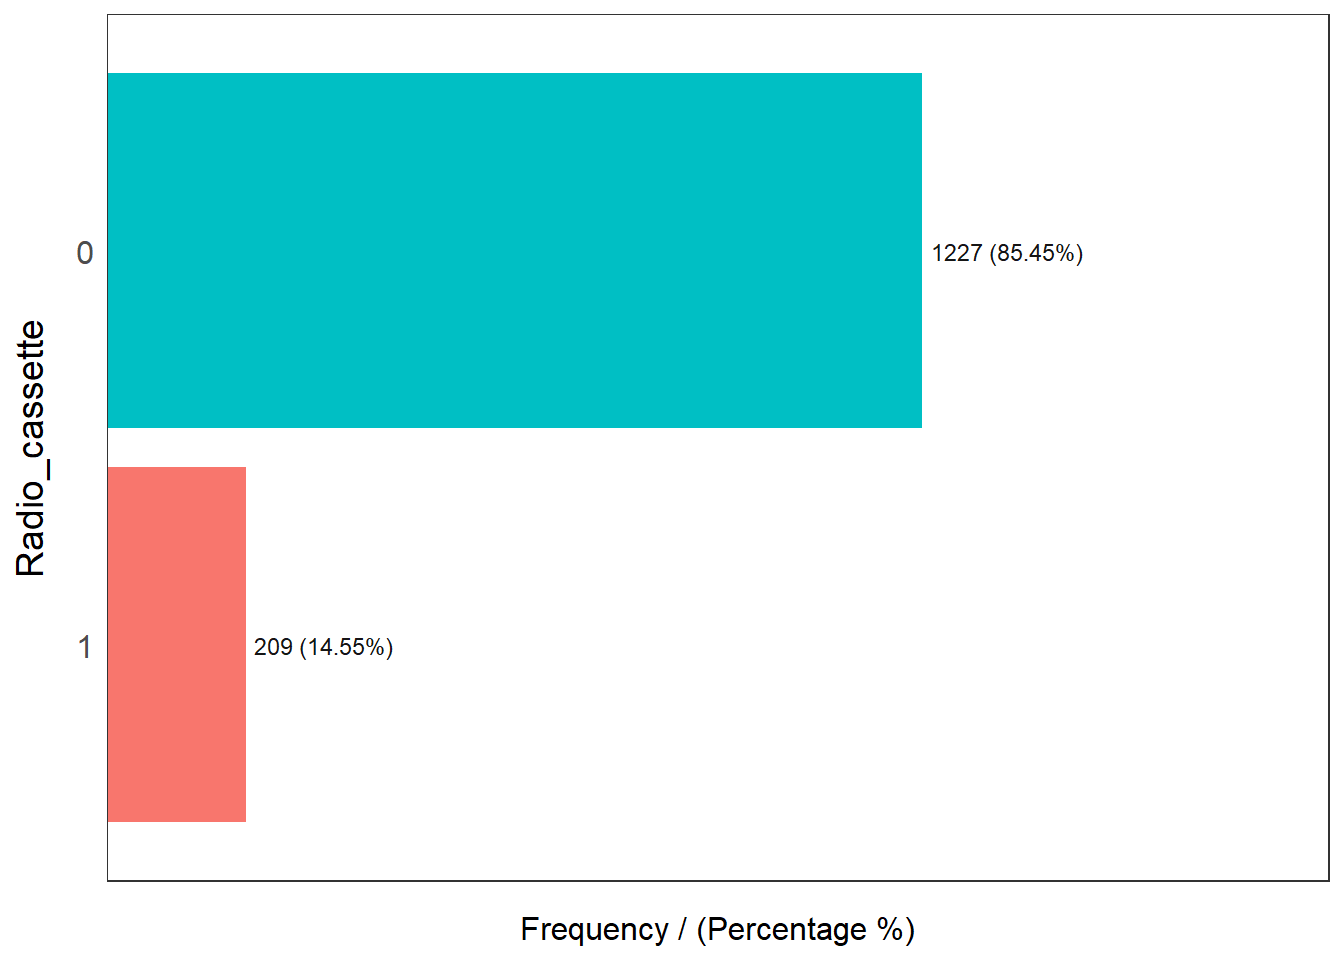 Radio_cassette
0
1227 (85.45%)
1
209 (14.55%)
Frequency / (Percentage %)